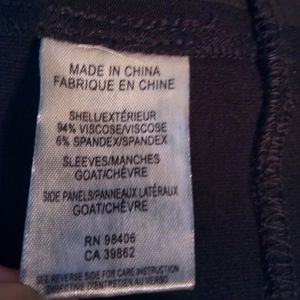 MADE IN CHINA
FABRIQUE EN CHINE
SHELL/EXTÉRIEUR
94% VISCOSE/VISCOSE
6% SPANDEX/SPANDEX
SLEEVES/MANCHES
GOAT/CHÈVRE
SIDE PANELS/PANNEAUX LATÉRAUX
GOAT/CHÈVRE
RN 98406
CA 39862
SEE REVERSE SIDE FOR CARE INSTRUCTION